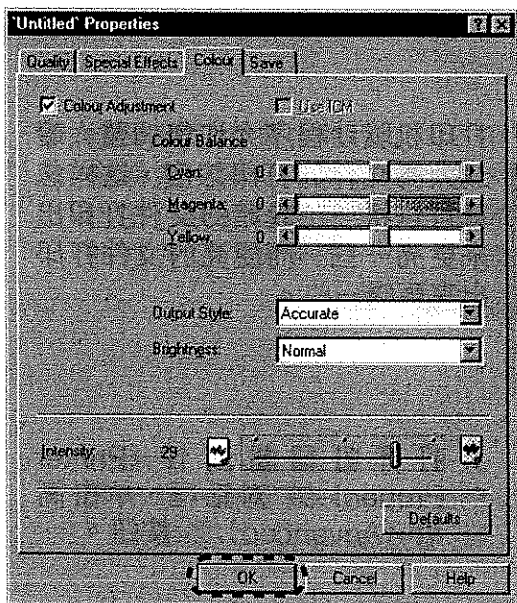 'Untitled' Properties
Quality Special Effects Colour Save
Colour Adjustment Use ICM
Colour Balance
Cyan: 0
Magenta: 0
Yellow: 0
Output Style: Accurate
Brightness: Normal
Intensity: 29
Defaults
OK Cancel Help